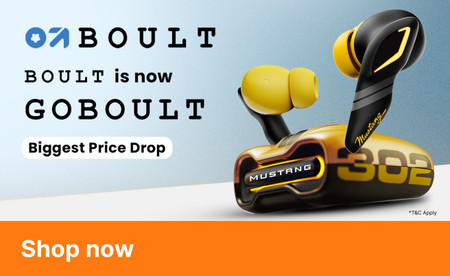 BOULT
BOULT is now
GOBOULT
Biggest Price Drop
Mustang
MUSTANG
302
*T&C Apply
Shop now